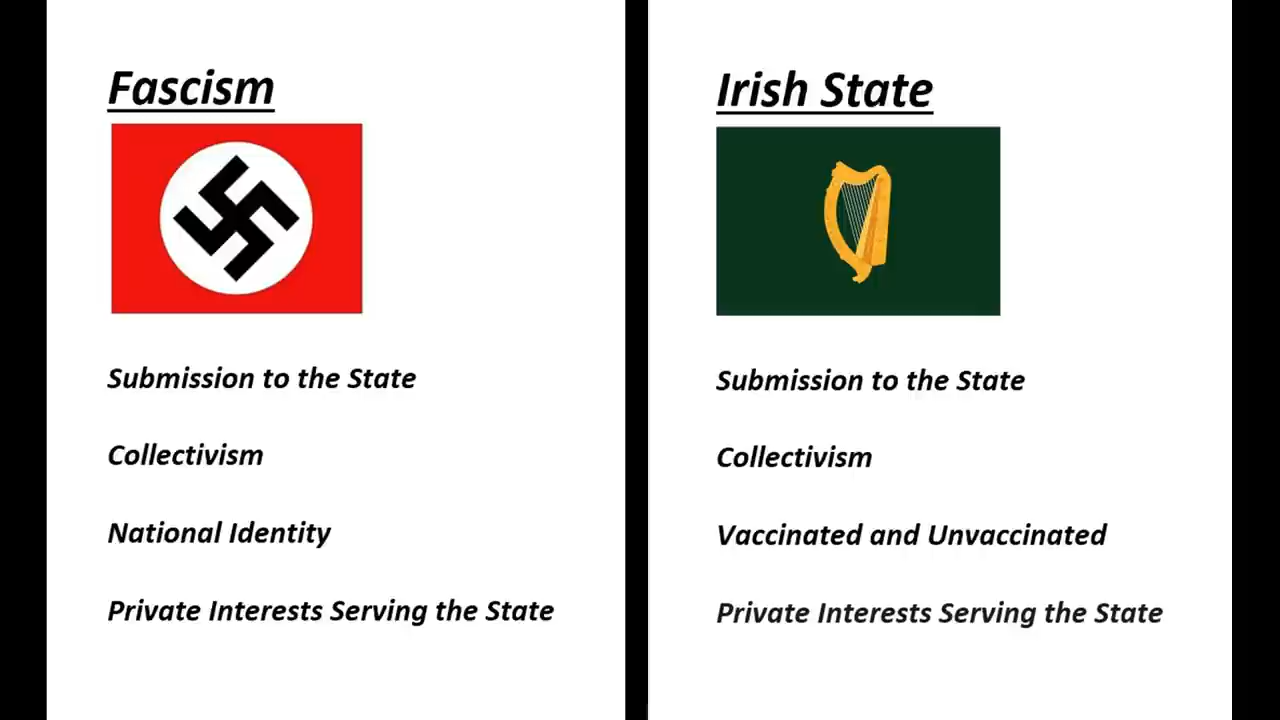 Fascism
Submission to the State
Collectivism
National Identity
Private Interests Serving the State
Irish State
Submission to the State
Collectivism
Vaccinated and Unvaccinated
Private Interests Serving the State